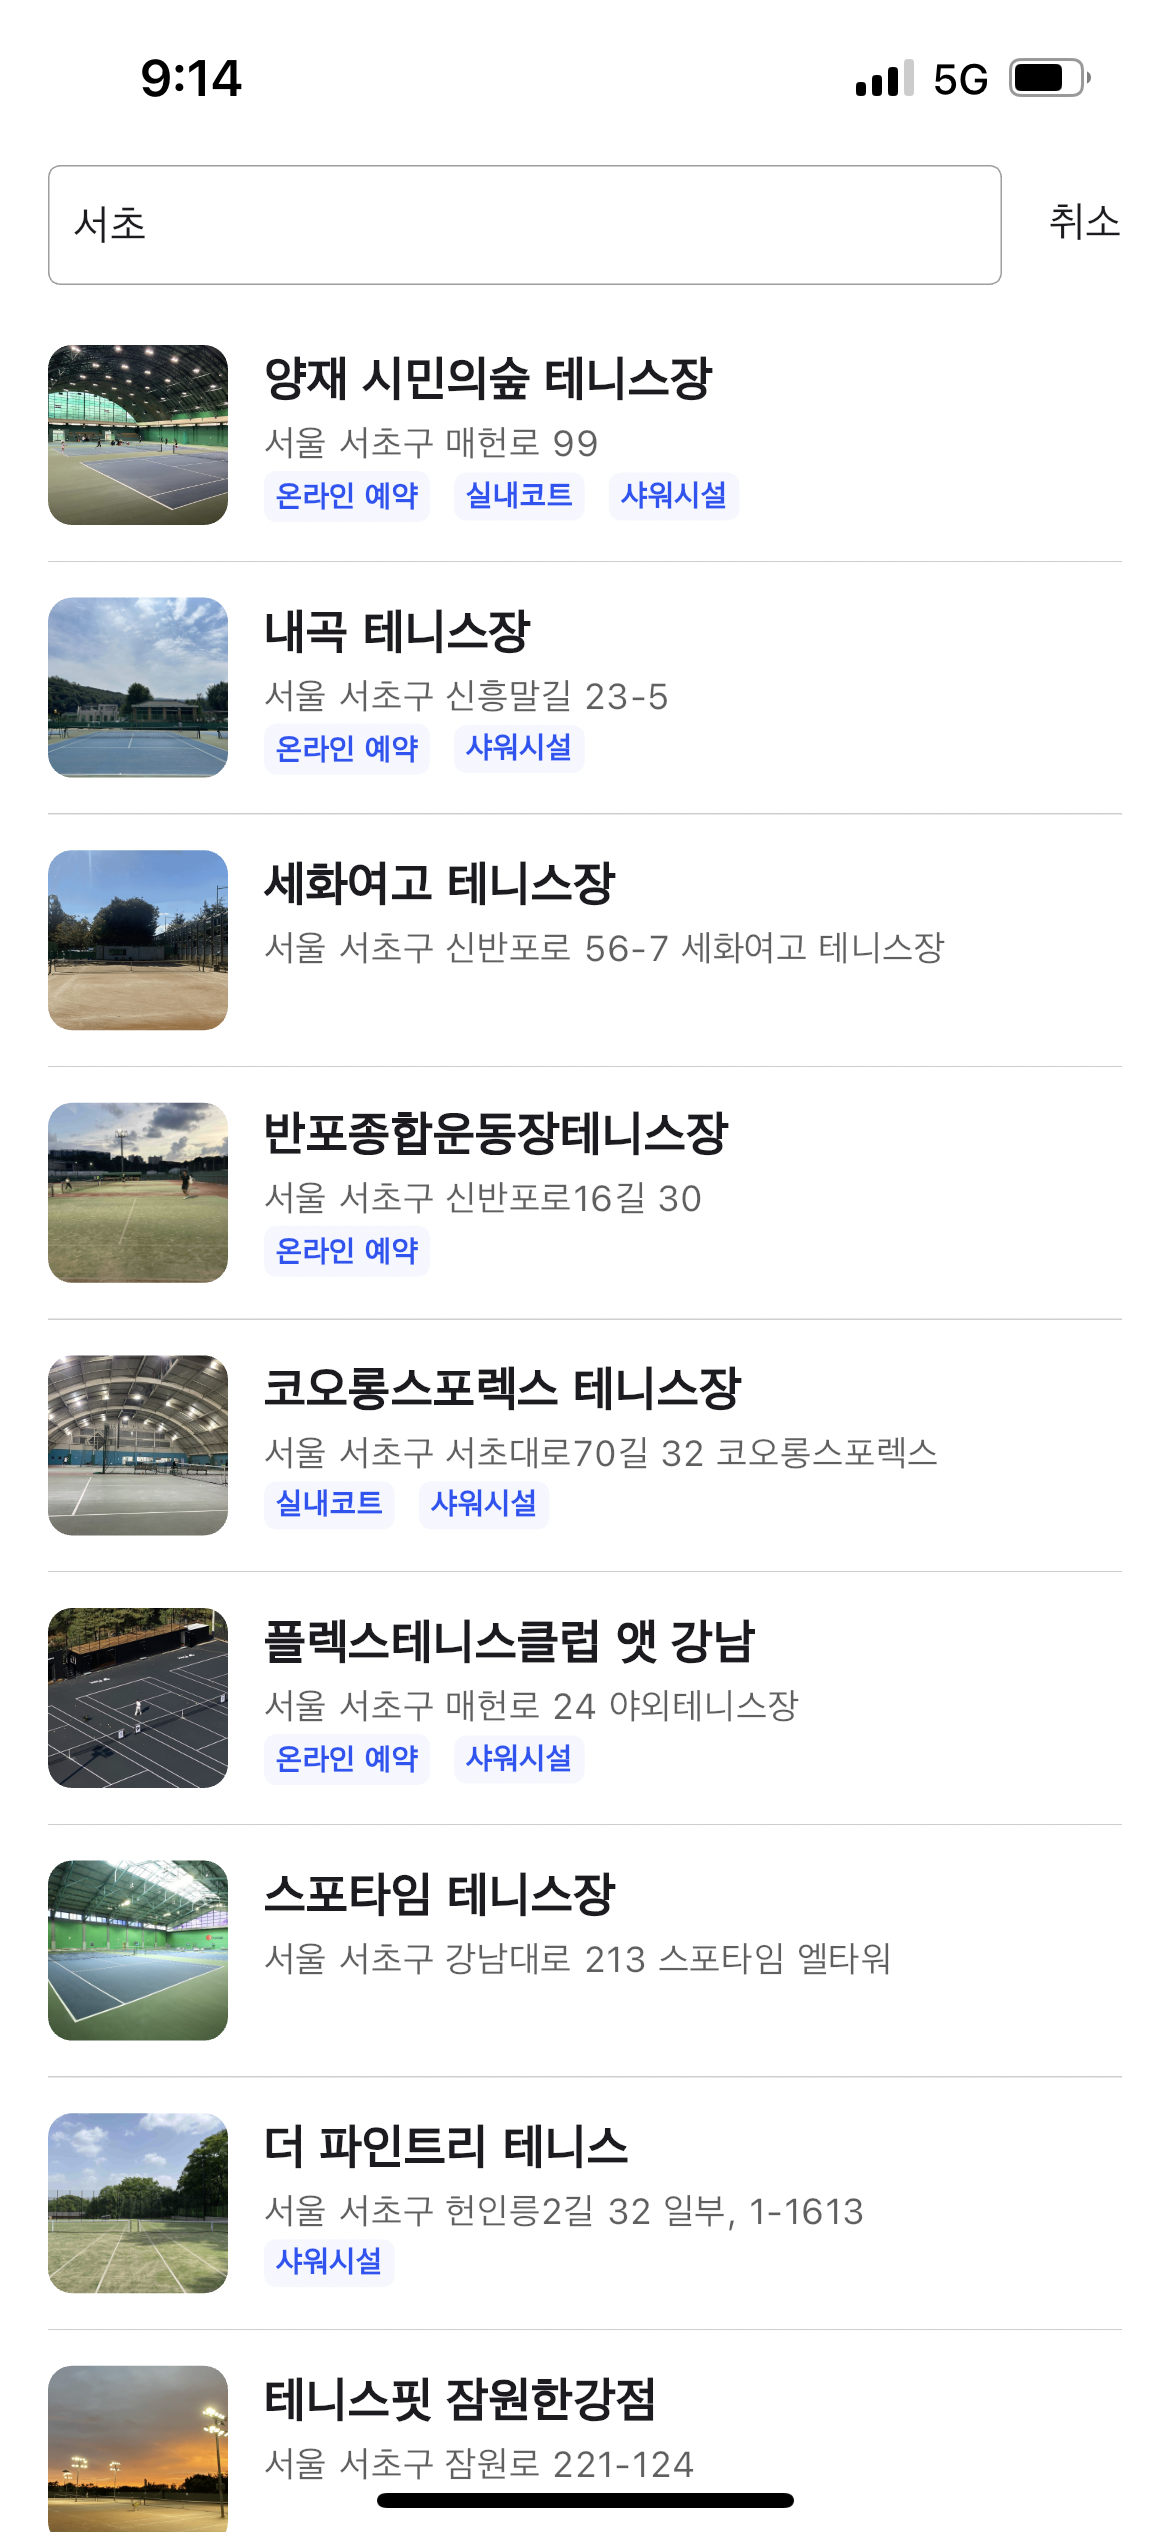 9:14
5G
서초
취소
양재 시민의숲 테니스장
서울 서초구 매헌로 99
온라인 예약 실내코트 샤워시설
내곡 테니스장
서울 서초구 신흥말길 23-5
온라인 예약 샤워시설
세화여고 테니스장
서울 서초구 신반포로 56-7 세화여고 테니스장
반포종합운동장테니스장
서울 서초구 신반포로16길 30
온라인 예약
코오롱스포렉스 테니스장
서울 서초구 서초대로70길 32 코오롱스포렉스
실내코트 샤워시설
플렉스테니스클럽 앳 강남
서울 서초구 매헌로 24 야외테니스장
온라인 예약 샤워시설
스포타임 테니스장
서울 서초구 강남대로 213 스포타임 엘타워
더 파인트리 테니스
서울 서초구 헌인릉2길 32 일부, 1-1613
샤워시설
테니스핏 잠원한강점
서울 서초구 잠원로 221-124